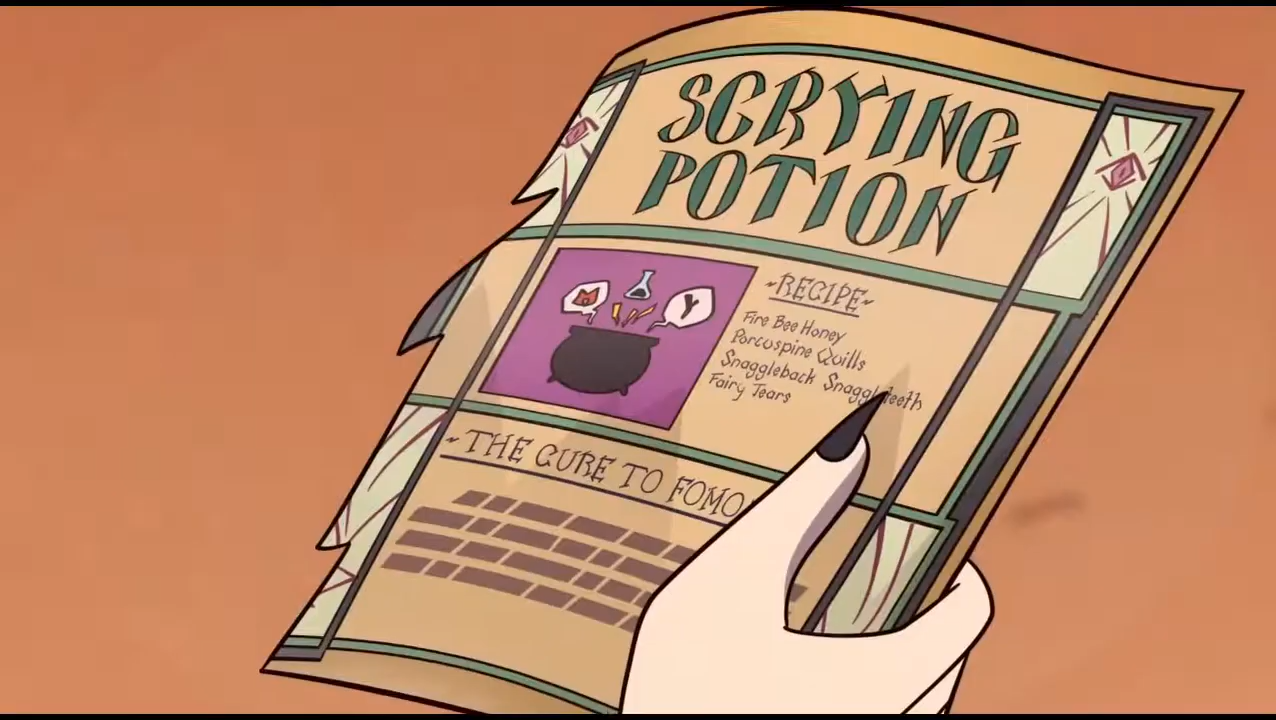 SCRYING
POTION
~RECIPE~
Fire Bee Honey
Porcuspine Quills
Snaggleback Snaggleteeth
Fairy Tears
~THE CURE TO FOMO